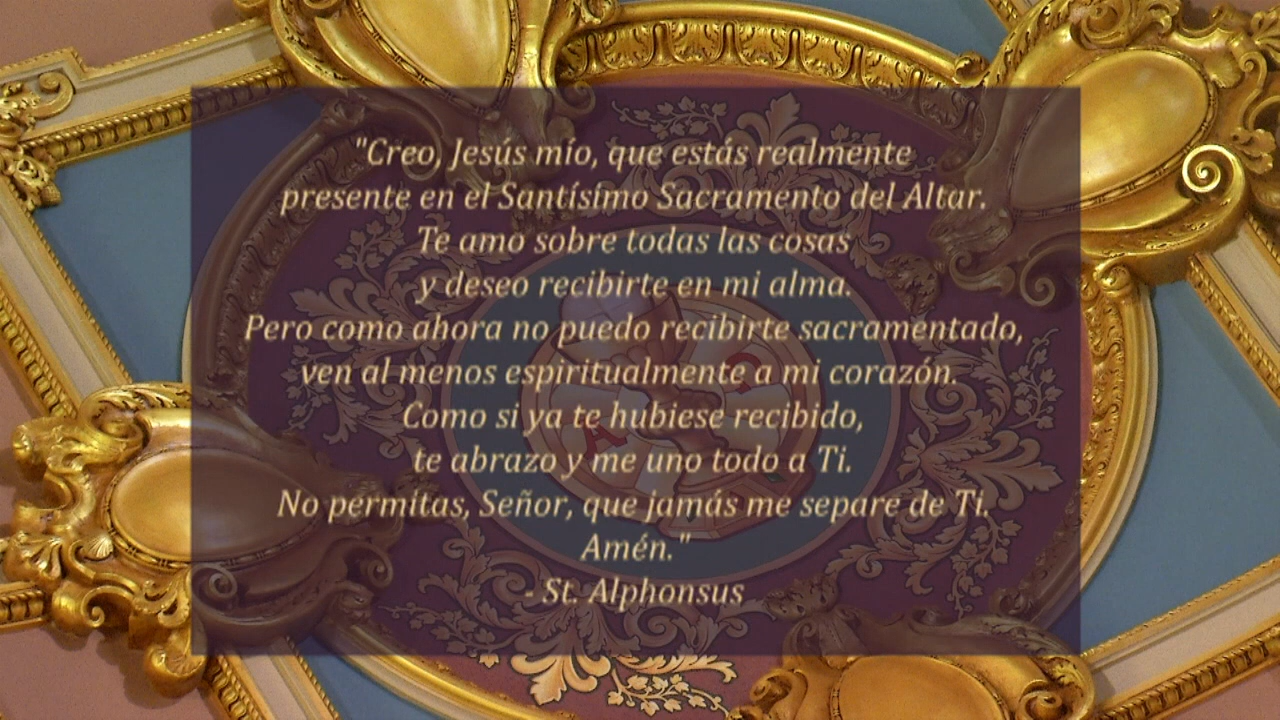 "Creo, Jesús mío, que estás realmente
presente en el Santísimo Sacramento del Altar.
Te amo sobre todas las cosas
y deseo recibirte en mi alma.
Pero como ahora no puedo recibirte sacramentado,
ven al menos espiritualmente a mi corazón.
Como si ya te hubiese recibido,
te abrazo y me uno todo a Ti.
No permitas, Señor, que jamás me separe de Ti.
Amén."
- St. Alphonsus